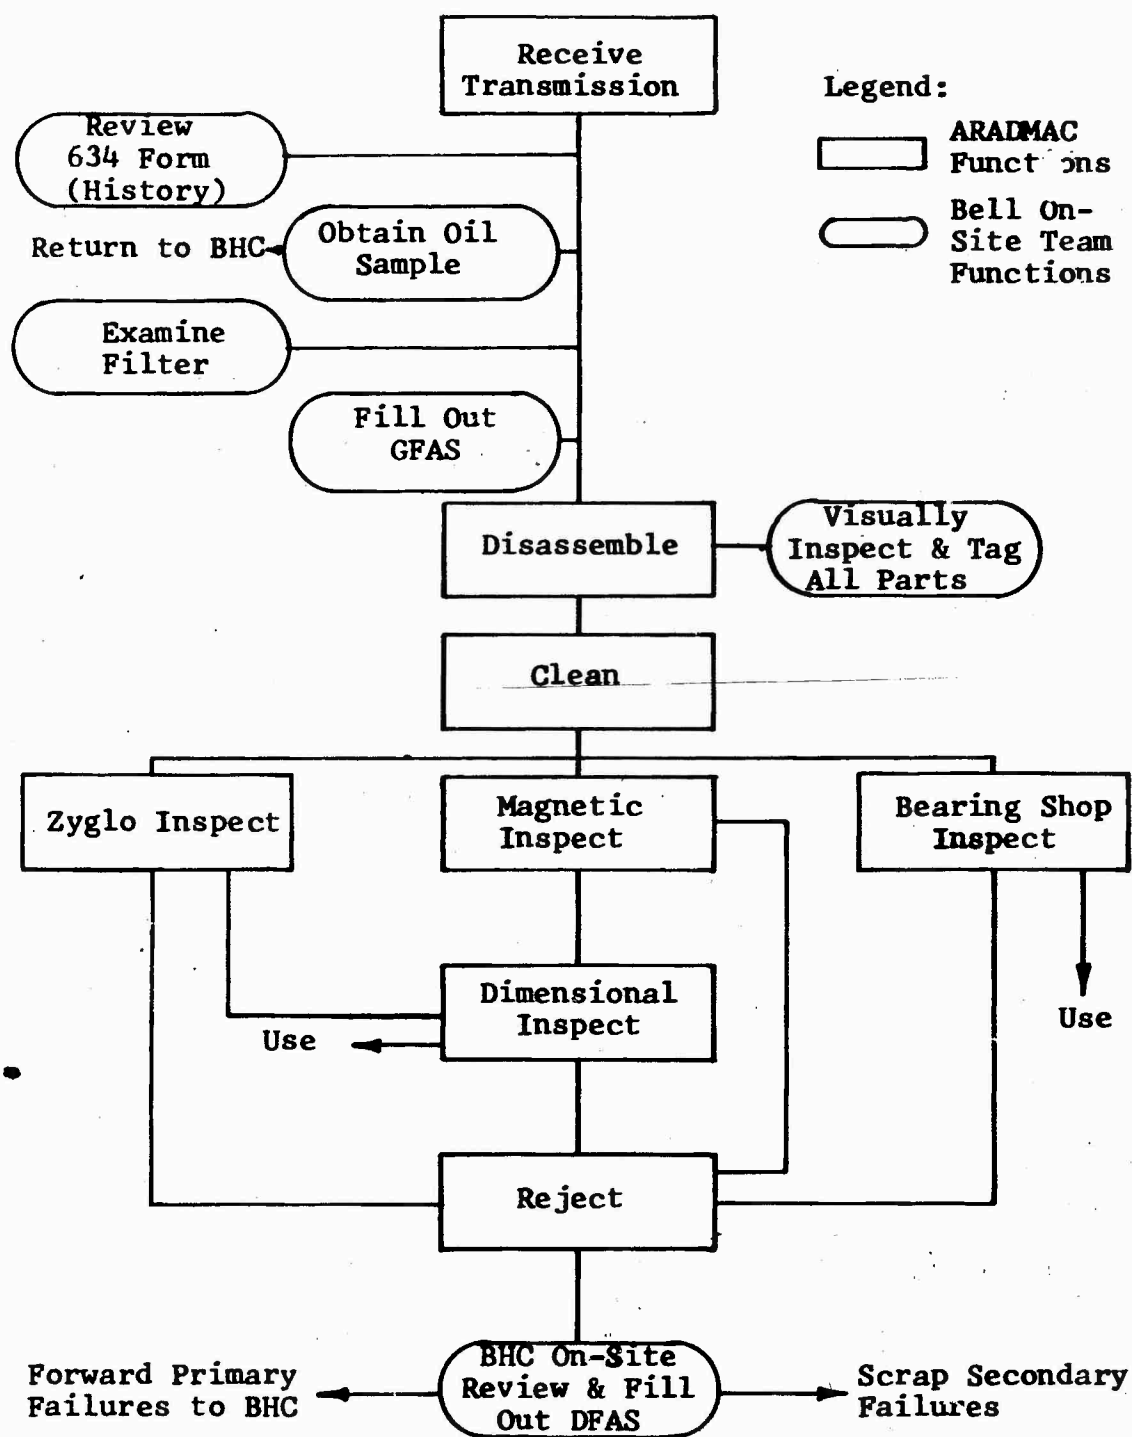 Receive
Transmission
Legend:
ARADMAC
Functions
Bell On-
Site Team
Functions
Review
634 Form
(History)
Return to BHC
Obtain Oil
Sample
Examine
Filter
Fill Out
GFAS
Disassemble
Visually
Inspect & Tag
All Parts
Clean
Zyglo Inspect
Magnetic
Inspect
Bearing Shop
Inspect
Dimensional
Inspect
Use
Use
Reject
BHC On-Site
Review & Fill
Out DFAS
Forward Primary
Failures to BHC
Scrap Secondary
Failures